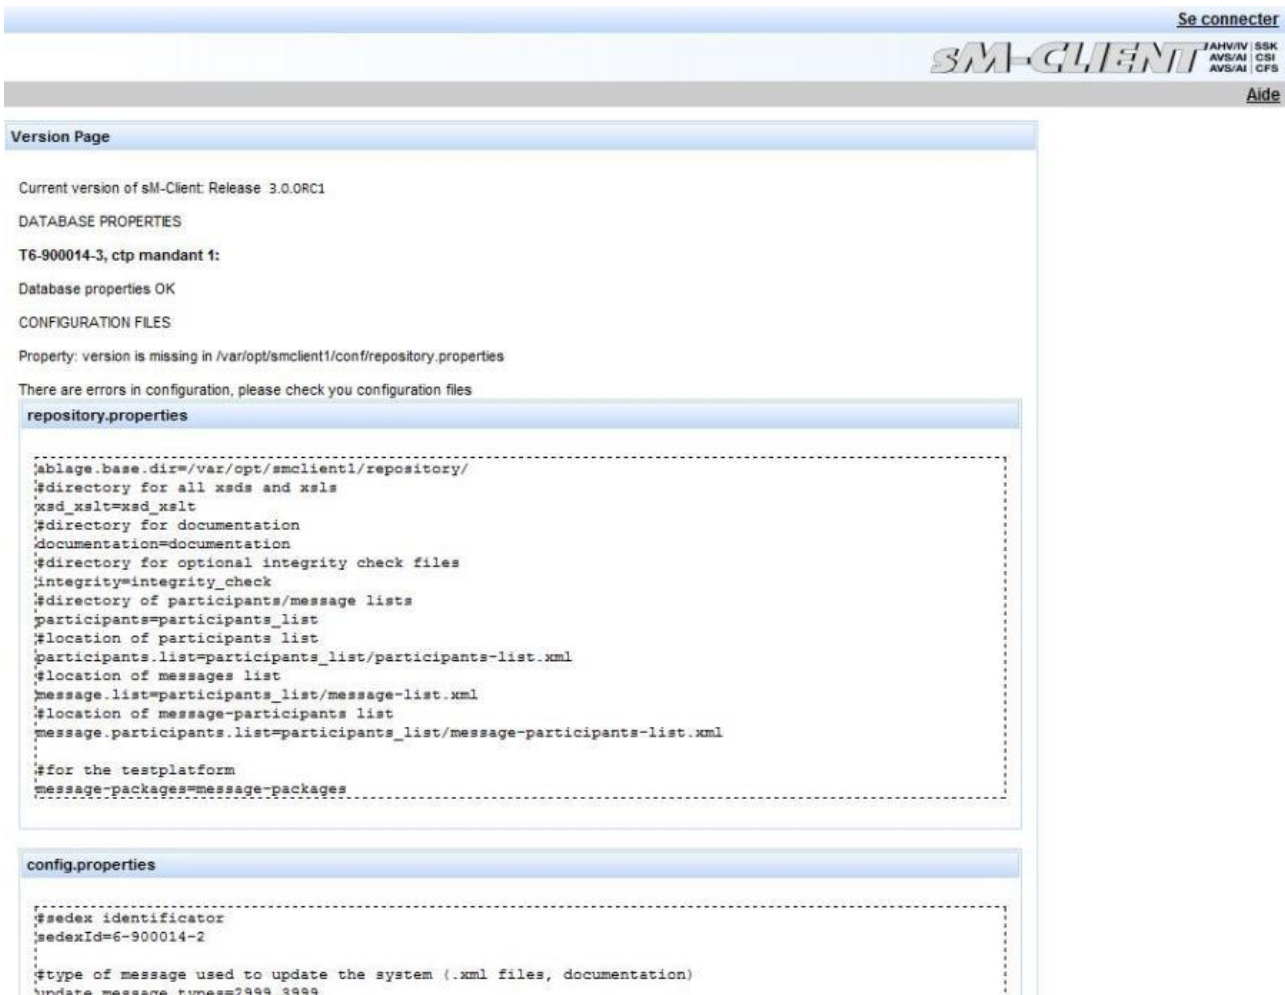 Se connecter
sM-CLIENT AHV/IV SSK
AVS/AI CSI
AVS/AI CFS
Aide
Version Page
Current version of sM-Client: Release 3.0.0RC1
DATABASE PROPERTIES
T6-900014-3, ctp mandant 1:
Database properties OK
CONFIGURATION FILES
Property: version is missing in /var/opt/smclient1/conf/repository.properties
There are errors in configuration, please check you configuration files
repository.properties
ablage.base.dir=/var/opt/smclient1/repository/
#directory for all xsds and xsls
xsd_xslt=xsd_xslt
#directory for documentation
documentation=documentation
#directory for optional integrity check files
integrity=integrity_check
#directory of participants/message lists
participants=participants_list
#location of participants list
participants.list=participants_list/participants-list.xml
#location of messages list
message.list=participants_list/message-list.xml
#location of message-participants list
message.participants.list=participants_list/message-participants-list.xml
#for the testplatform
message-packages=message-packages
config.properties
#sedex identificator
sedexId=6-900014-2
#type of message used to update the system (.xml files, documentation)
update.message.types=2999,3999